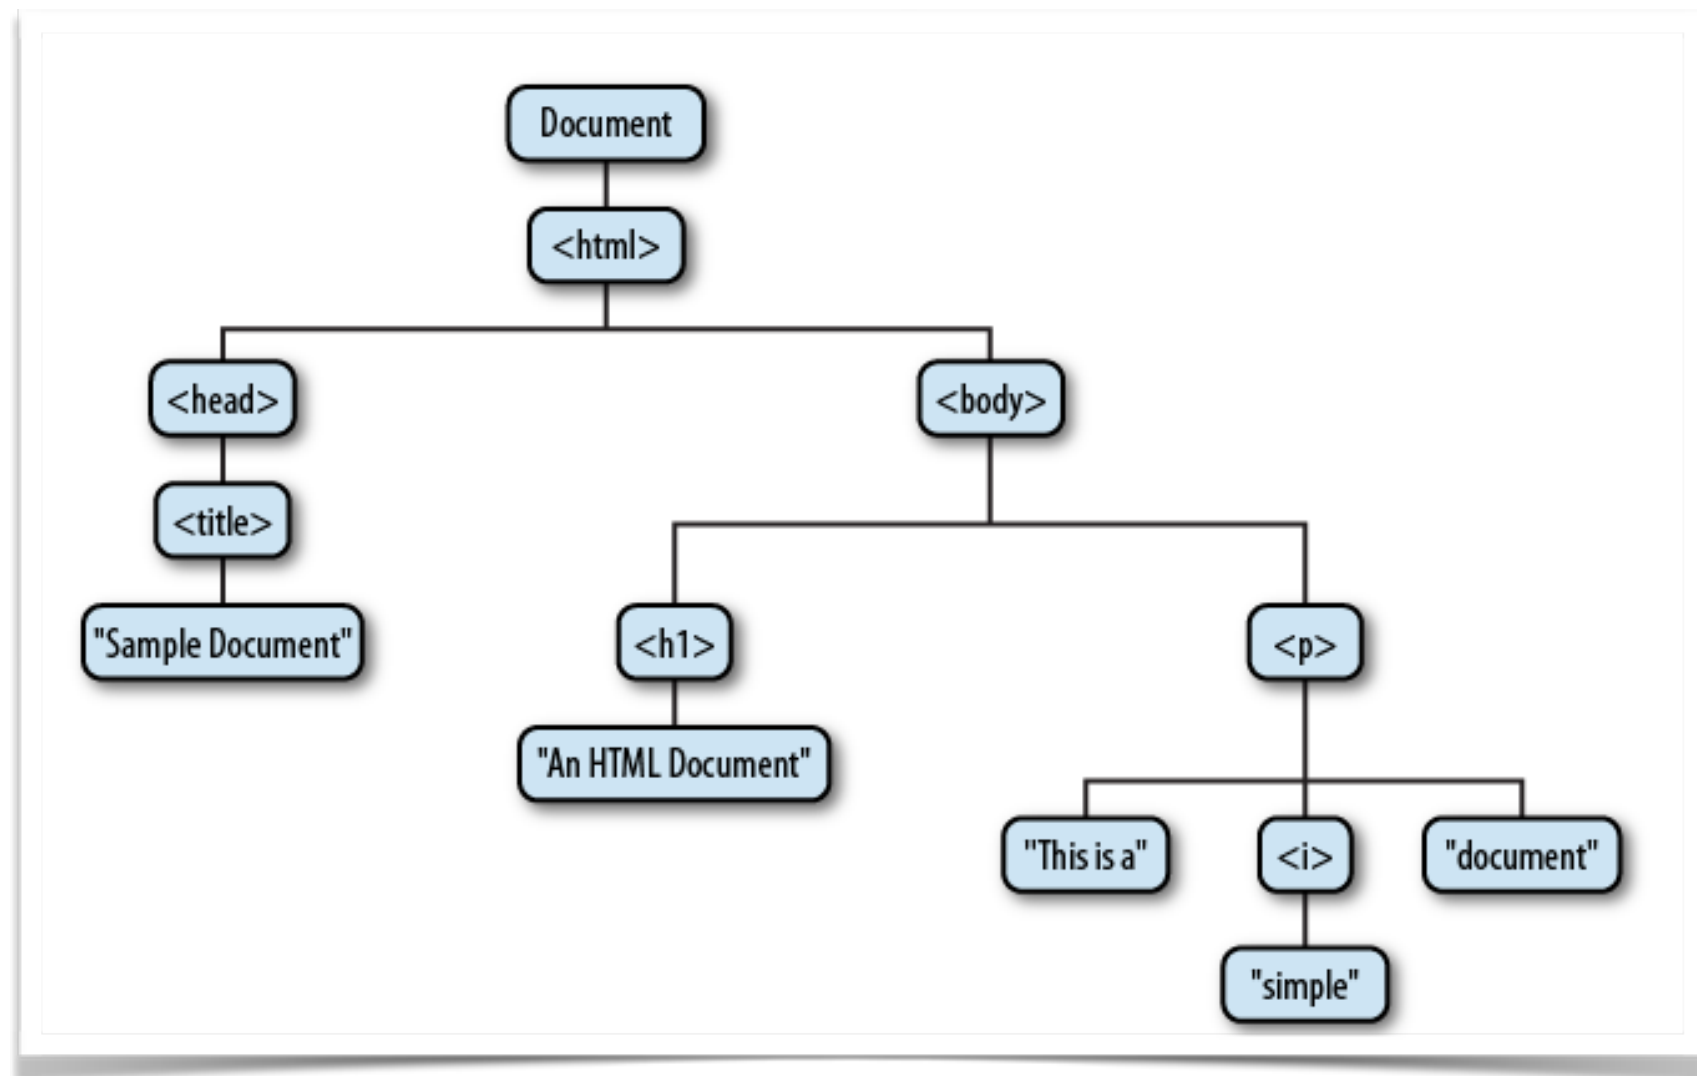 Document
<html>
<head>
<body>
<title>
"Sample Document"
<h1>
<p>
"An HTML Document"
"This is a"
<i>
"document"
"simple"